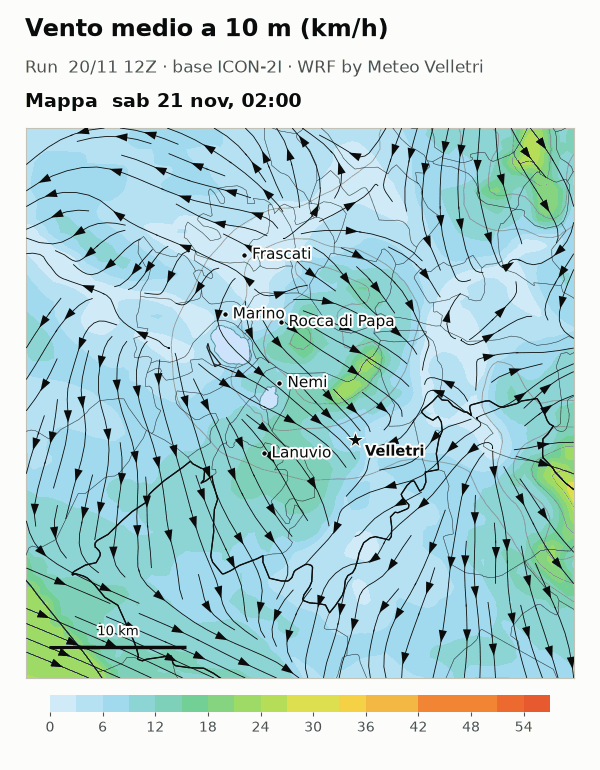 Vento medio a 10 m (km/h)
Run 20/11 12Z · base ICON-2I · WRF by Meteo Velletri
Mappa sab 21 nov, 02:00
Frascati
Marino
Rocca di Papa
Nemi
Velletri
Lanuvio
10 km
0 6 12 18 24 30 36 42 48 54